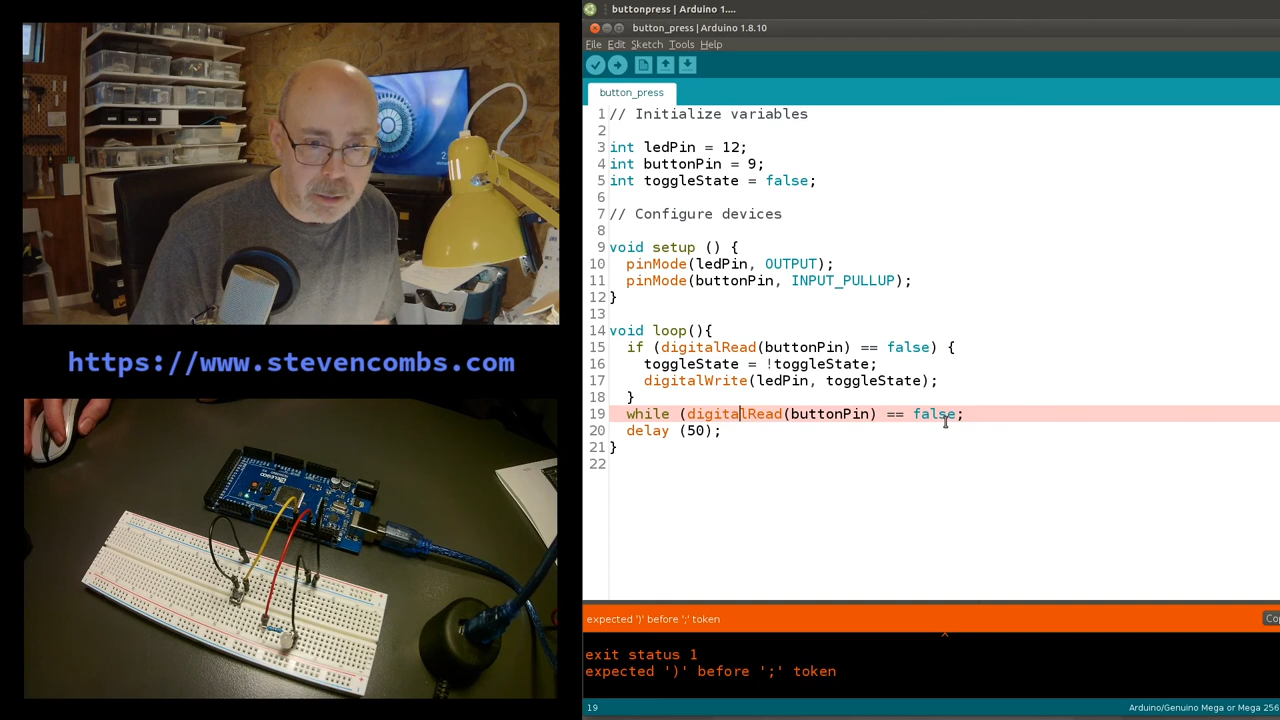 buttonpress | Arduino 1....
button_press | Arduino 1.8.10
File Edit Sketch Tools Help
button_press
1 // Initialize variables
2
3 int ledPin = 12;
4 int buttonPin = 9;
5 int toggleState = false;
6
7 // Configure devices
8
9 void setup () {
10 pinMode(ledPin, OUTPUT);
11 pinMode(buttonPin, INPUT_PULLUP);
12 }
13
14 void loop(){
15 if (digitalRead(buttonPin) == false) {
16 toggleState = !toggleState;
17 digitalWrite(ledPin, toggleState);
18 }
19 while (digitalRead(buttonPin) == false;
20 delay (50);
21 }
22
expected ')' before ';' token
Co
^
exit status 1
expected ')' before ';' token
19
Arduino/Genuino Mega or Mega 256
https://www.stevencombs.com